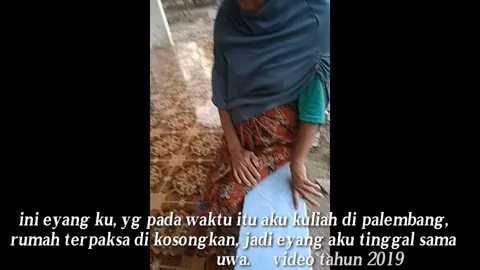 ini eyang ku, yg pada waktu itu aku kuliah di palembang,
rumah terpaksa di kosongkan, jadi eyang aku tinggal sama
uwa. video tahun 2019